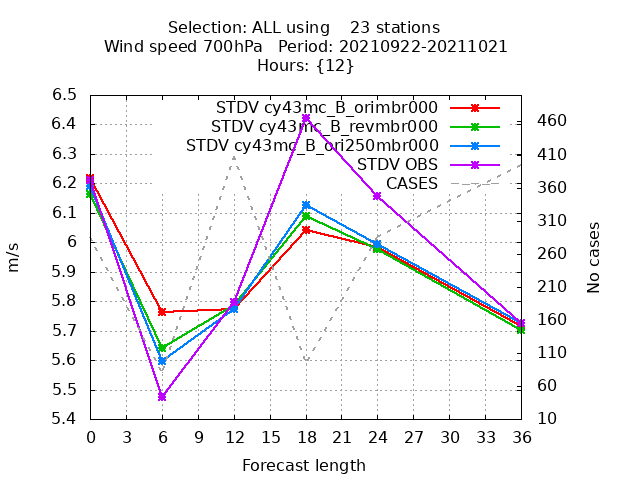 Selection: ALL using    23 stations
Wind speed 700hPa   Period: 20210922-20211021
Hours: {12}
STDV cy43mc_B_orimbr000
STDV cy43mc_B_revmbr000
STDV cy43mc_B_ori250mbr000
STDV OBS
CASES
6.5
6.4
6.3
6.2
6.1
6
5.9
5.8
5.7
5.6
5.5
5.4
m/s
460
410
360
310
260
210
160
110
60
10
No cases
0 3 6 9 12 15 18 21 24 27 30 33 36
Forecast length